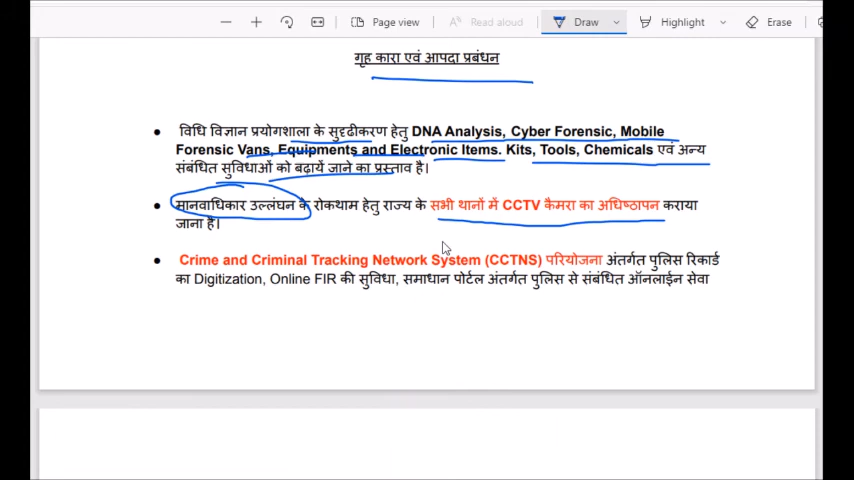 Page view
Read aloud
Draw
Highlight
Erase
गृह कारा एवं आपदा प्रबंधन
• विधि विज्ञान प्रयोगशाला के सुदृढीकरण हेतु DNA Analysis, Cyber Forensic, Mobile
Forensic Vans, Equipments and Electronic Items. Kits, Tools, Chemicals एवं अन्य
संबंधित सुविधाओं को बढ़ायें जाने का प्रस्ताव है।
• मानवाधिकार उल्लंघन के रोकथाम हेतु राज्य के सभी थानों में CCTV कैमरा का अधिष्ठापन कराया
जाना है।
• Crime and Criminal Tracking Network System (CCTNS) परियोजना अंतर्गत पुलिस रिकार्ड
का Digitization, Online FIR की सुविधा, समाधान पोर्टल अंतर्गत पुलिस से संबंधित ऑनलाईन सेवा